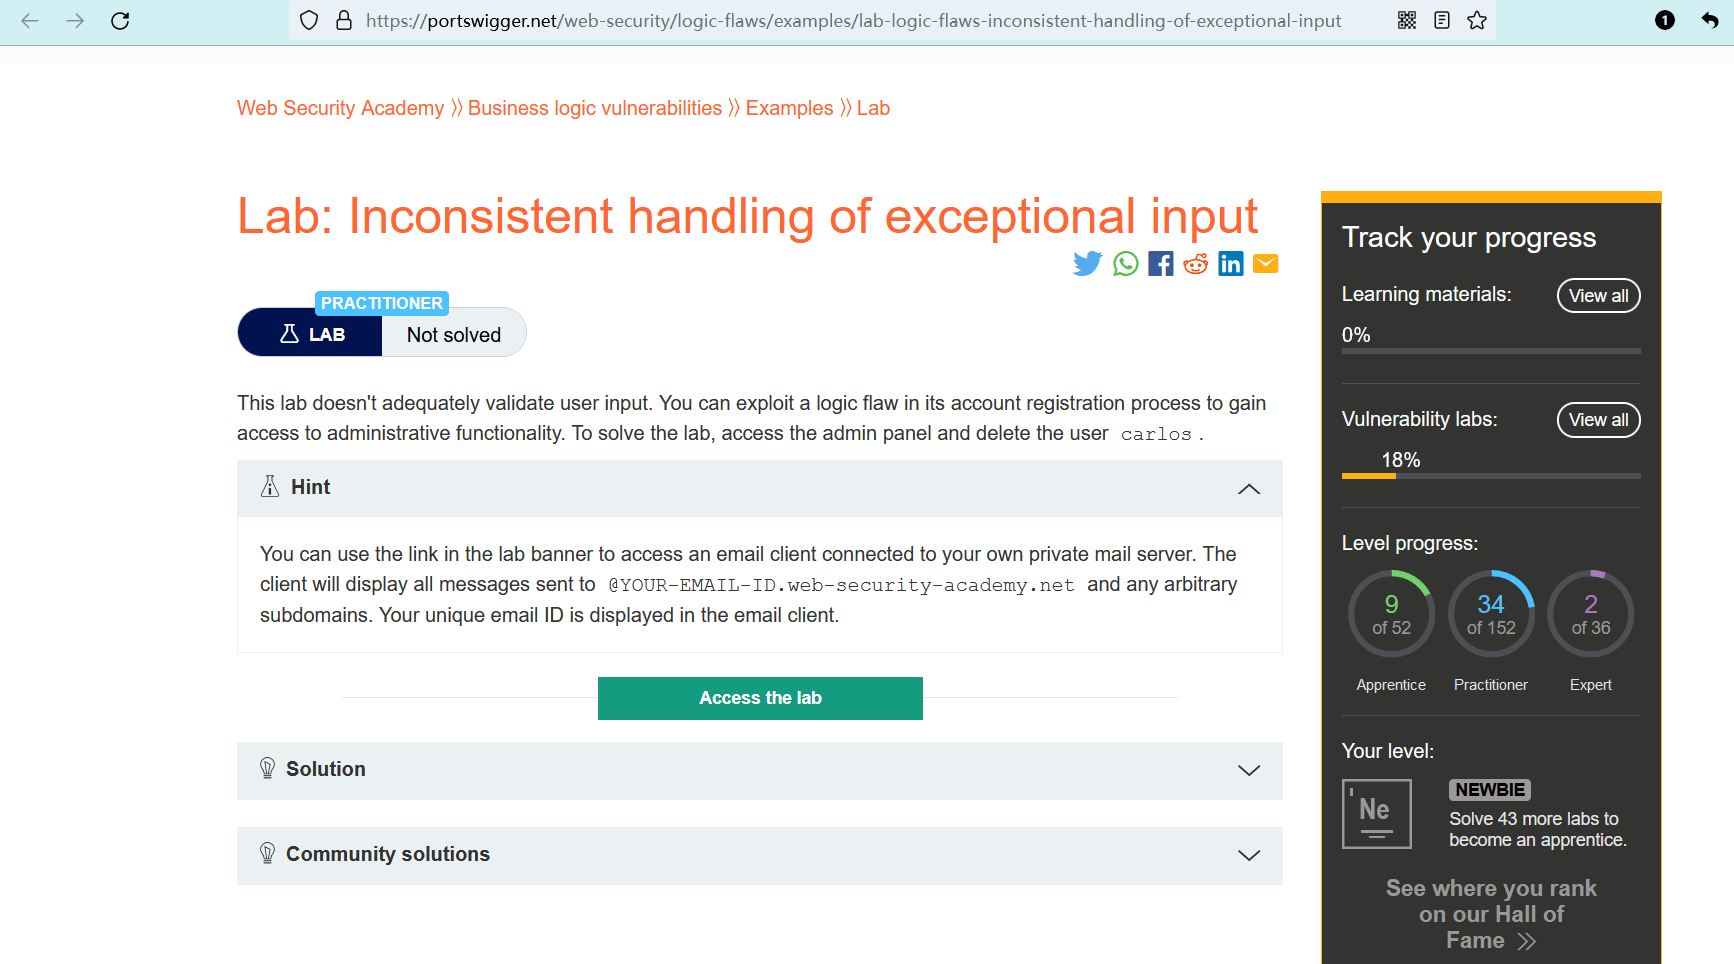 https://portswigger.net/web-security/logic-flaws/examples/lab-logic-flaws-inconsistent-handling-of-exceptional-input
1
Web Security Academy » Business logic vulnerabilities » Examples » Lab
Lab: Inconsistent handling of exceptional input
PRACTITIONER
LAB
Not solved
This lab doesn't adequately validate user input. You can exploit a logic flaw in its account registration process to gain
access to administrative functionality. To solve the lab, access the admin panel and delete the user carlos.
Hint
You can use the link in the lab banner to access an email client connected to your own private mail server. The
client will display all messages sent to @YOUR-EMAIL-ID.web-security-academy.net and any arbitrary
subdomains. Your unique email ID is displayed in the email client.
Access the lab
Solution
Community solutions
Track your progress
Learning materials:
View all
0%
Vulnerability labs:
View all
18%
Level progress:
9
of 52
34
of 152
2
of 36
Apprentice
Practitioner
Expert
Your level:
Ne
NEWBIE
Solve 43 more labs to
become an apprentice.
See where you rank
on our Hall of
Fame »